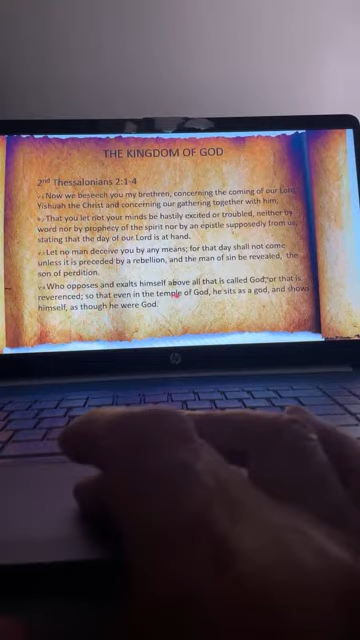 THE KINGDOM OF GOD
2nd Thessalonians 2:1-4
Now we beseech you my brethren, concerning the coming of our Lord
Yishuah the Christ and concerning our gathering together with him,
That you let not your minds be hastily excited or troubled, neither by
word nor by prophecy of the spirit nor by an epistle supposedly from us,
stating that the day of our Lord is at hand.
Let no man deceive you by any means; for that day shall not come
unless it is preceded by a rebellion, and the man of sin be revealed, the
son of perdition.
Who opposes and exalts himself above all that is called God, or that is
reverenced; so that even in the temple of God, he sits as a god, and shows
himself, as though he were God.
hp